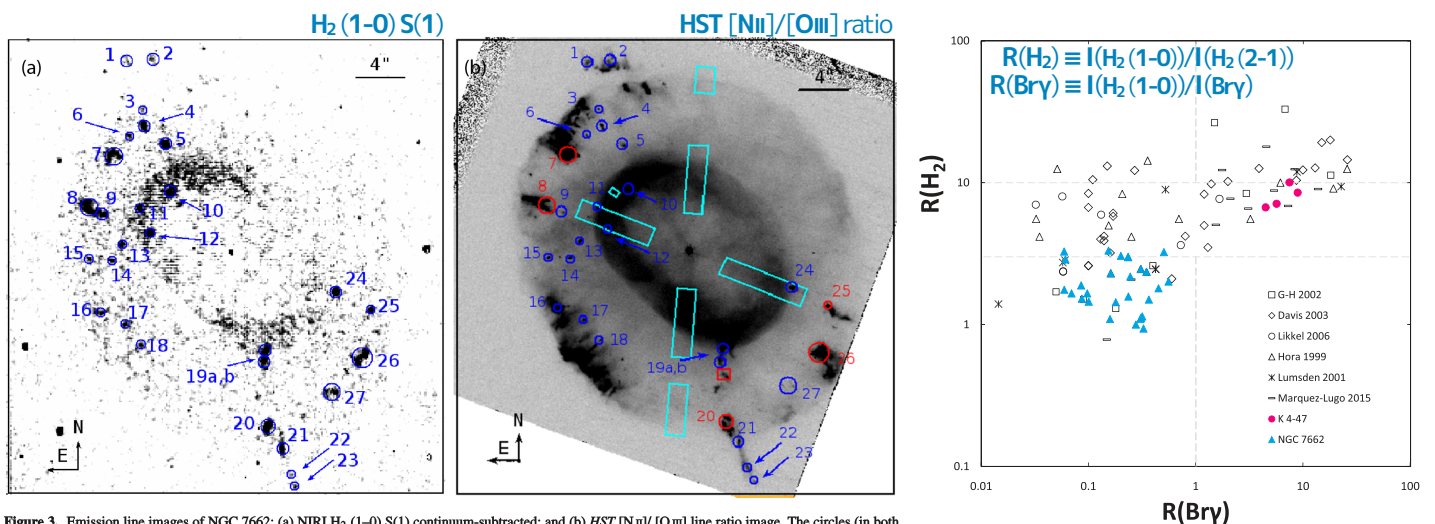 H₂ (1-0) S(1)
(a)
4"
1
2
3
4
6
5
7
8
9
10
11
12
13
15
14
16
17
18
24
25
26
19a,b
27
20
21
22
23
N
E
HST [NII]/[OIII] ratio
(b)
4"
1
2
3
4
6
5
7
8
9
11
10
12
13
15
14
16
17
18
24
25
26
19a,b
27
20
21
22
23
N
E
Figure 3. Emission line images of NGC 7662: (a) NIRI H₂ (1–0) S(1) continuum-subtracted; and (b) HST [N II]/ [O III] line ratio image. The circles (in both
R(H₂) ≡ I(H₂(1-0))/I(H₂(2-1))
R(Brγ) ≡ I(H₂(1-0))/I(Brγ)
R(H₂)
100
10
1
0.1
G-H 2002
Davis 2003
Likkel 2006
Hora 1999
Lumsden 2001
Marquez-Lugo 2015
K 4-47
NGC 7662
0.01
0.1
1
10
100
R(Brγ)